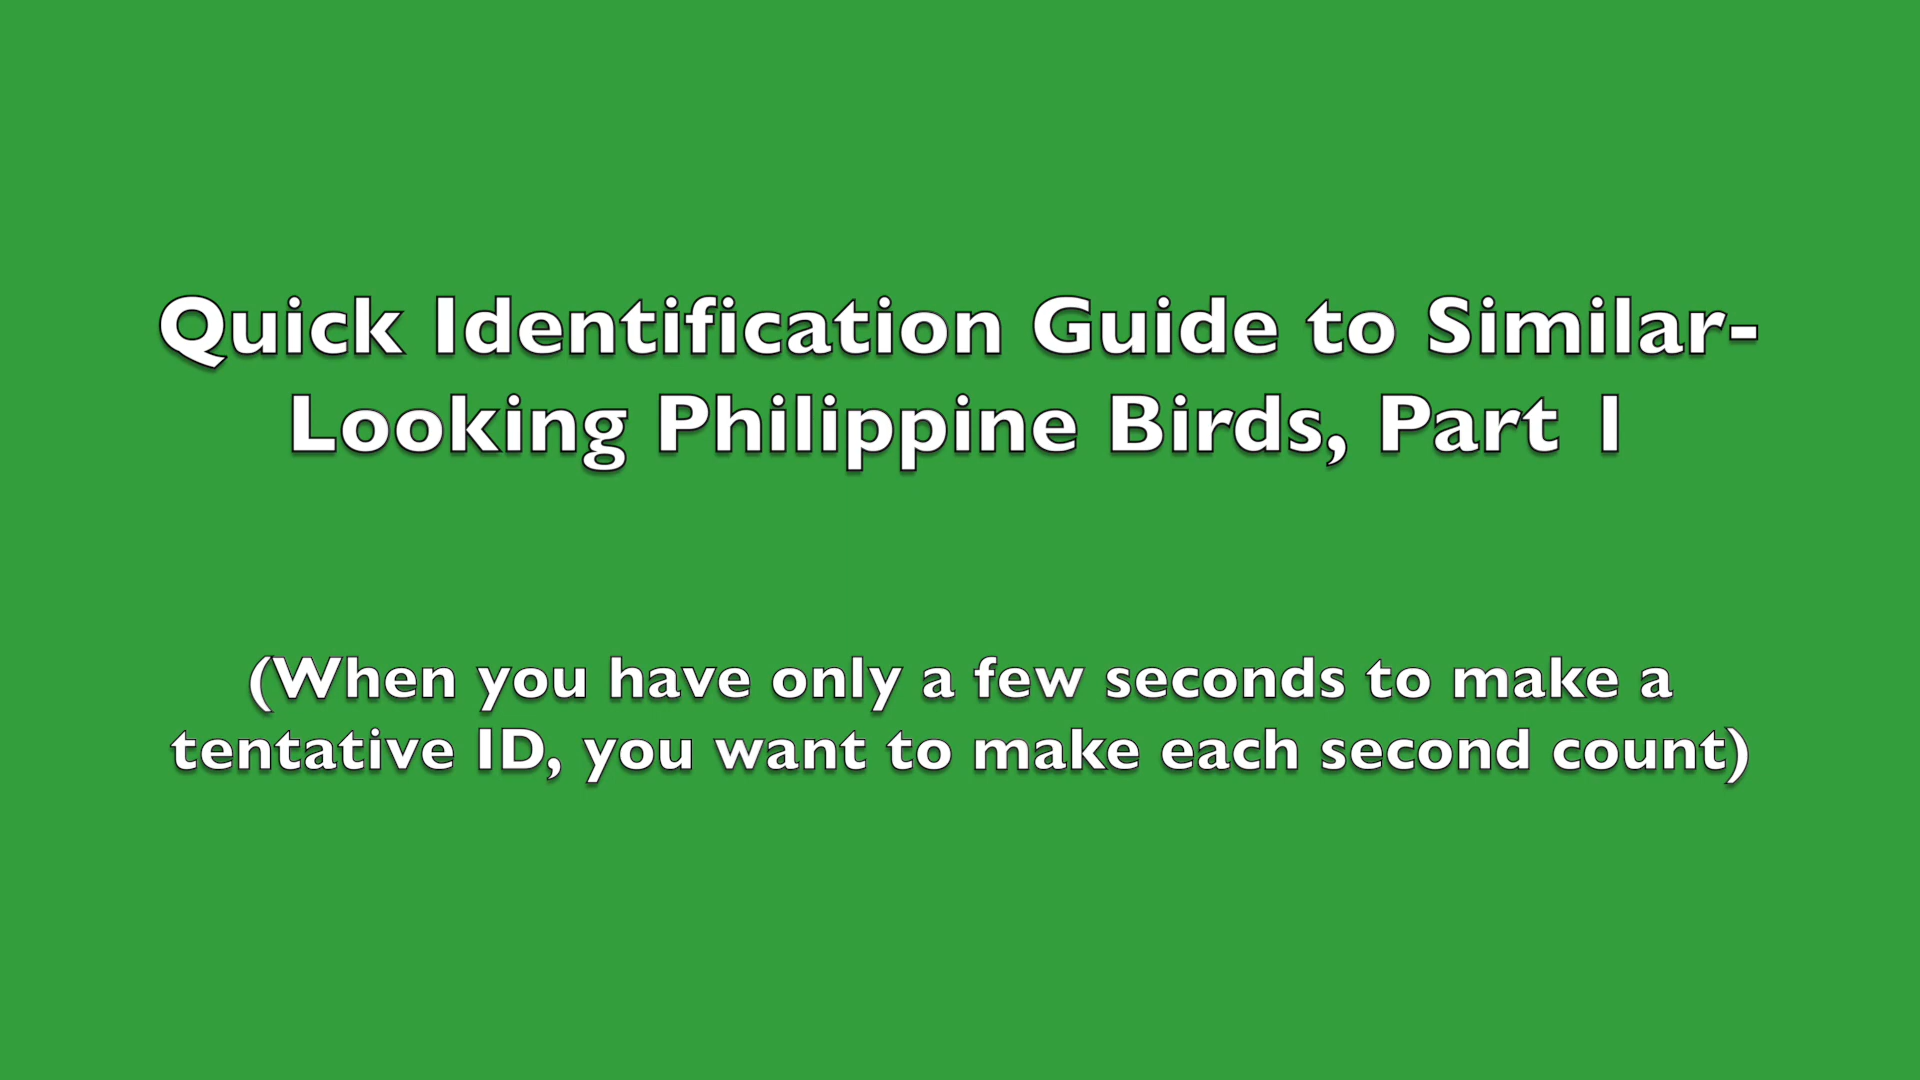 Quick Identification Guide to Similar-
Looking Philippine Birds, Part 1
(When you have only a few seconds to make a
tentative ID, you want to make each second count)